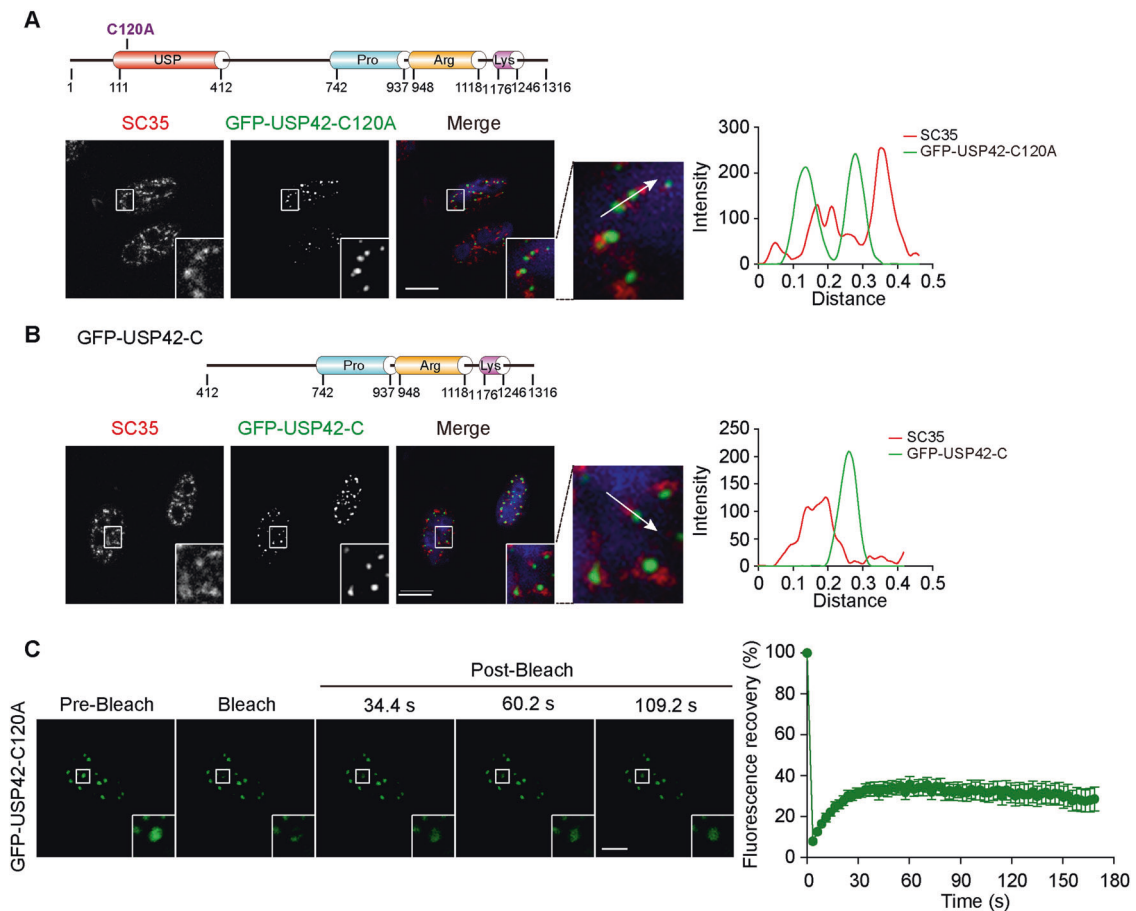 A
C120A
USP
Pro
Arg
Lys
1 111 412 742 937 948 1118 1176 1246 1316
SC35 GFP-USP42-C120A Merge
SC35
GFP-USP42-C120A
Intensity
300
200
100
0
0 0.1 0.2 0.3 0.4 0.5
Distance
B
GFP-USP42-C
Pro
Arg
Lys
412 742 937 948 1118 1176 1246 1316
SC35 GFP-USP42-C Merge
SC35
GFP-USP42-C
Intensity
250
200
150
100
50
0
0 0.1 0.2 0.3 0.4 0.5
Distance
C
Post-Bleach
Pre-Bleach Bleach 34.4 s 60.2 s 109.2 s
GFP-USP42-C120A
Fluorescence recovery (%)
100
80
60
40
20
0
0 30 60 90 120 150 180
Time (s)